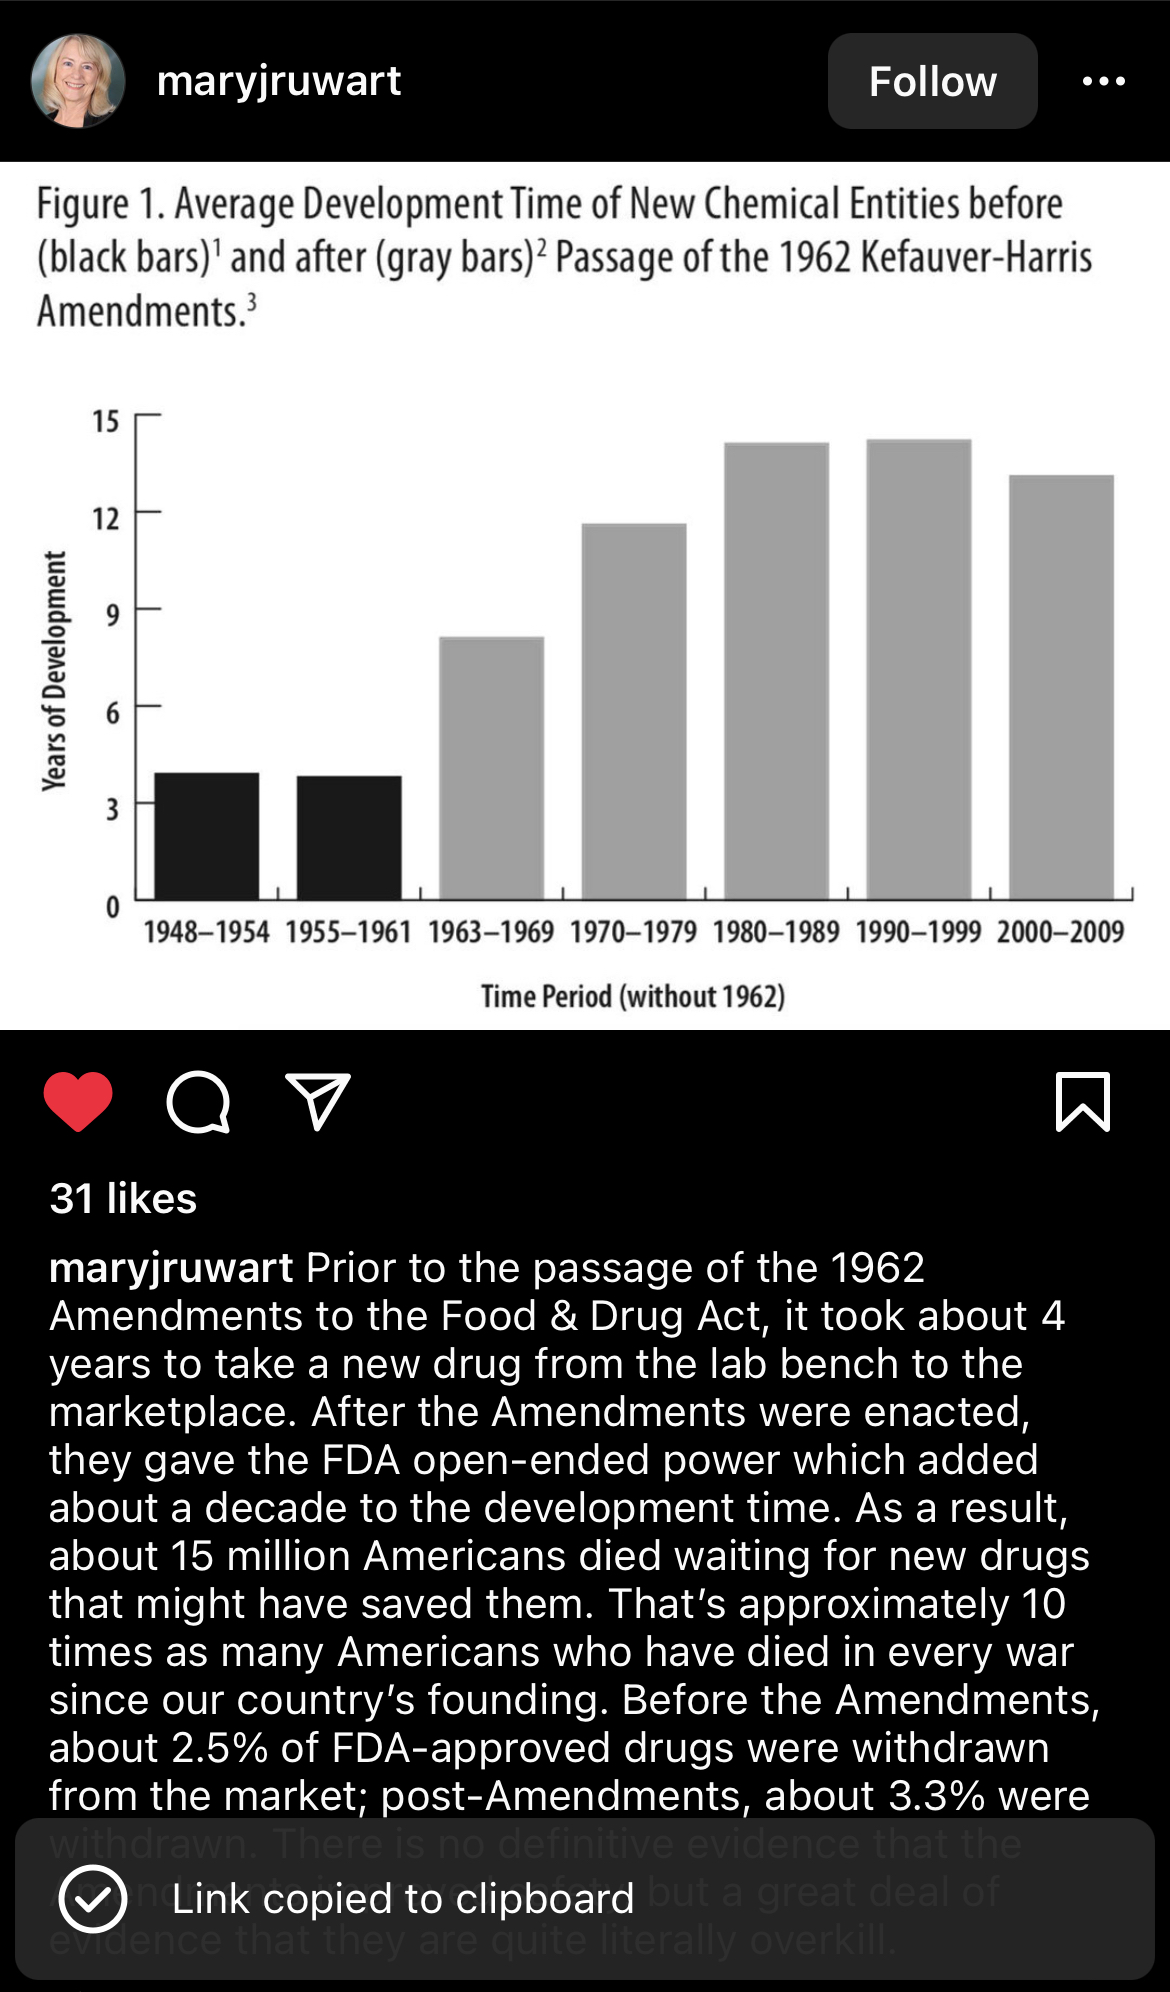 maryjruwart
Follow
Figure 1. Average Development Time of New Chemical Entities before
(black bars)¹ and after (gray bars)² Passage of the 1962 Kefauver-Harris
Amendments.³
Years of Development
15
12
9
6
3
0
1948–1954 1955–1961 1963–1969 1970–1979 1980–1989 1990–1999 2000–2009
Time Period (without 1962)
31 likes
maryjruwart Prior to the passage of the 1962
Amendments to the Food & Drug Act, it took about 4
years to take a new drug from the lab bench to the
marketplace. After the Amendments were enacted,
they gave the FDA open-ended power which added
about a decade to the development time. As a result,
about 15 million Americans died waiting for new drugs
that might have saved them. That’s approximately 10
times as many Americans who have died in every war
since our country’s founding. Before the Amendments,
about 2.5% of FDA-approved drugs were withdrawn
from the market; post-Amendments, about 3.3% were
withdrawn. There is no definitive evidence that the
but a great deal of
evidence that they are quite literally overkill.
Link copied to clipboard